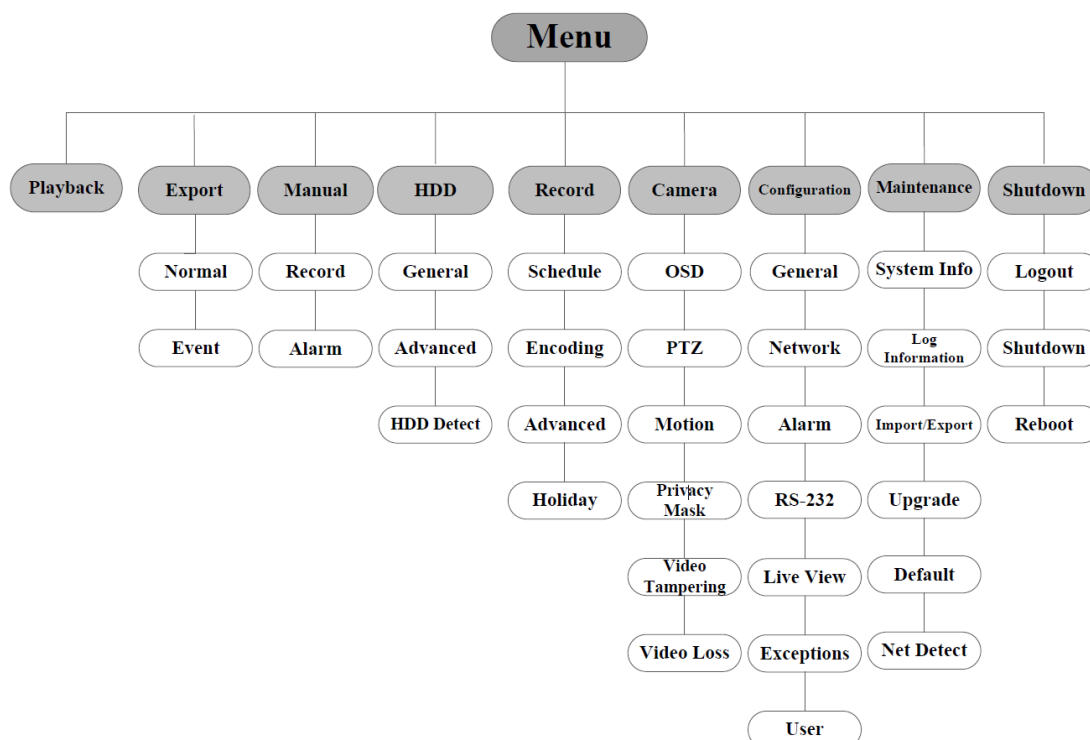 Menu
Playback
Export
Manual
HDD
Record
Camera
Configuration
Maintenance
Shutdown
Normal
Record
General
Schedule
OSD
General
System Info
Logout
Event
Alarm
Advanced
Encoding
PTZ
Network
Log
Information
Shutdown
HDD Detect
Advanced
Motion
Alarm
Import/Export
Reboot
Holiday
Privacy
Mask
RS-232
Upgrade
Video
Tampering
Live View
Default
Video Loss
Exceptions
Net Detect
User